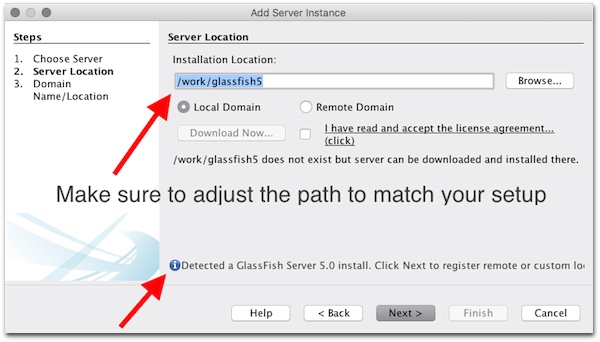 Add Server Instance
Steps
1. Choose Server
2. Server Location
3. Domain
Name/Location
Server Location
Installation Location:
/work/glassfish5
Browse...
Local Domain
Remote Domain
Download Now...
I have read and accept the license agreement...
(click)
/work/glassfish5 does not exist but server can be downloaded and installed there.
Make sure to adjust the path to match your setup
Detected a GlassFish Server 5.0 install. Click Next to register remote or custom loc
Help
< Back
Next >
Finish
Cancel